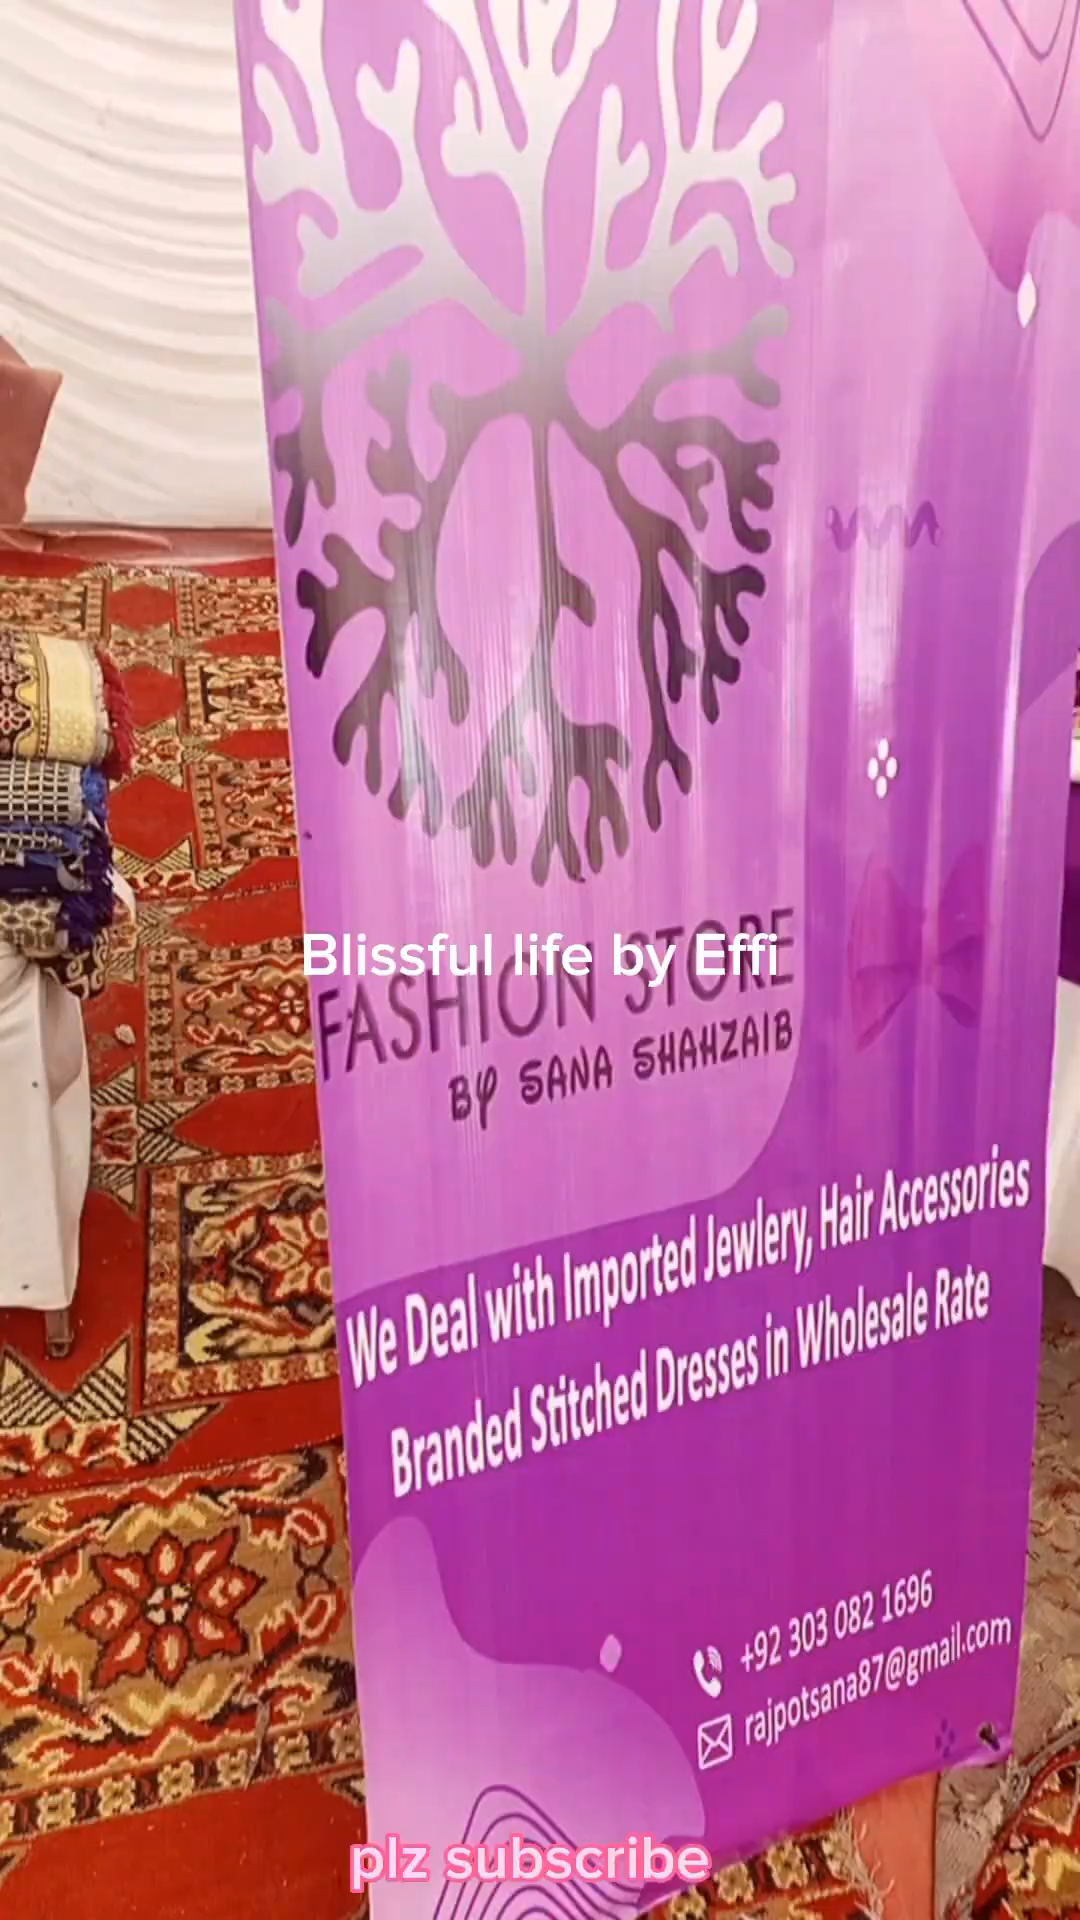 Blissful life by Effi
FASHION STORE
BY SANA SHAHZAIB
We Deal with Imported Jewlery, Hair Accessories
Branded Stitched Dresses in Wholesale Rate
+92 303 082 1696
rajpotsana87@gmail.com
plz subscribe